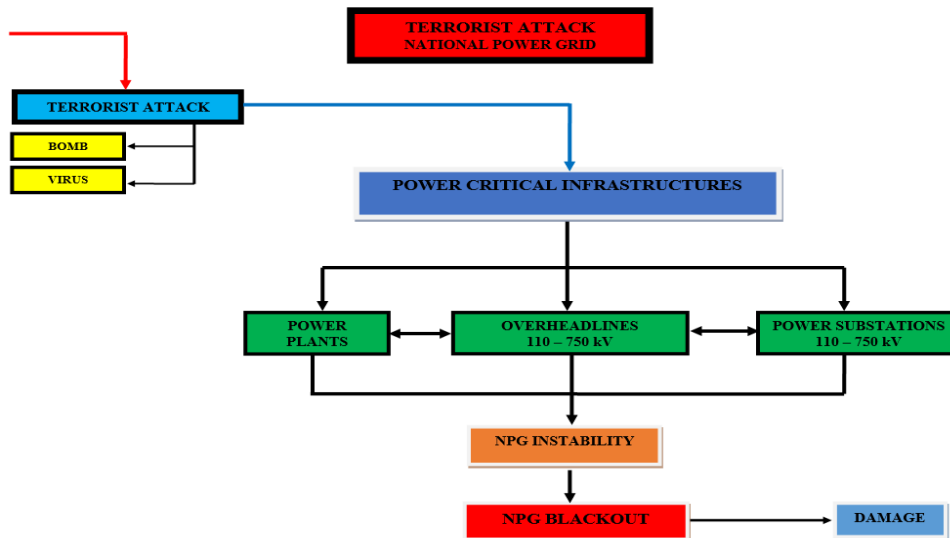 TERRORIST ATTACK
NATIONAL POWER GRID
TERRORIST ATTACK
BOMB
VIRUS
POWER CRITICAL INFRASTRUCTURES
POWER
PLANTS
OVERHEADLINES
110 – 750 kV
POWER SUBSTATIONS
110 – 750 kV
NPG INSTABILITY
NPG BLACKOUT
DAMAGE